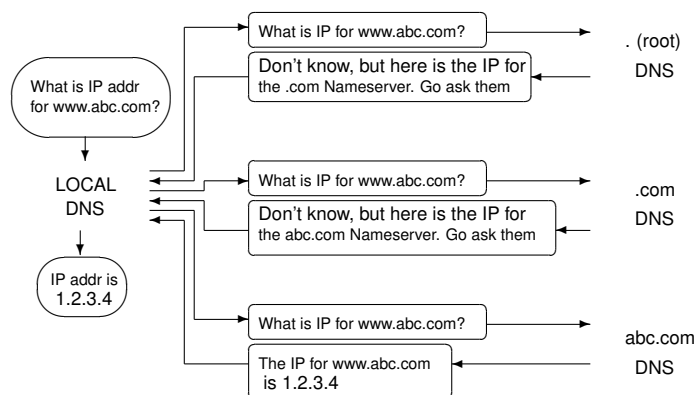 What is IP addr
for www.abc.com?
LOCAL
DNS
IP addr is
1.2.3.4
What is IP for www.abc.com?
Don't know, but here is the IP for
the .com Nameserver. Go ask them
. (root)
DNS
What is IP for www.abc.com?
Don't know, but here is the IP for
the abc.com Nameserver. Go ask them
.com
DNS
What is IP for www.abc.com?
The IP for www.abc.com
is 1.2.3.4
abc.com
DNS